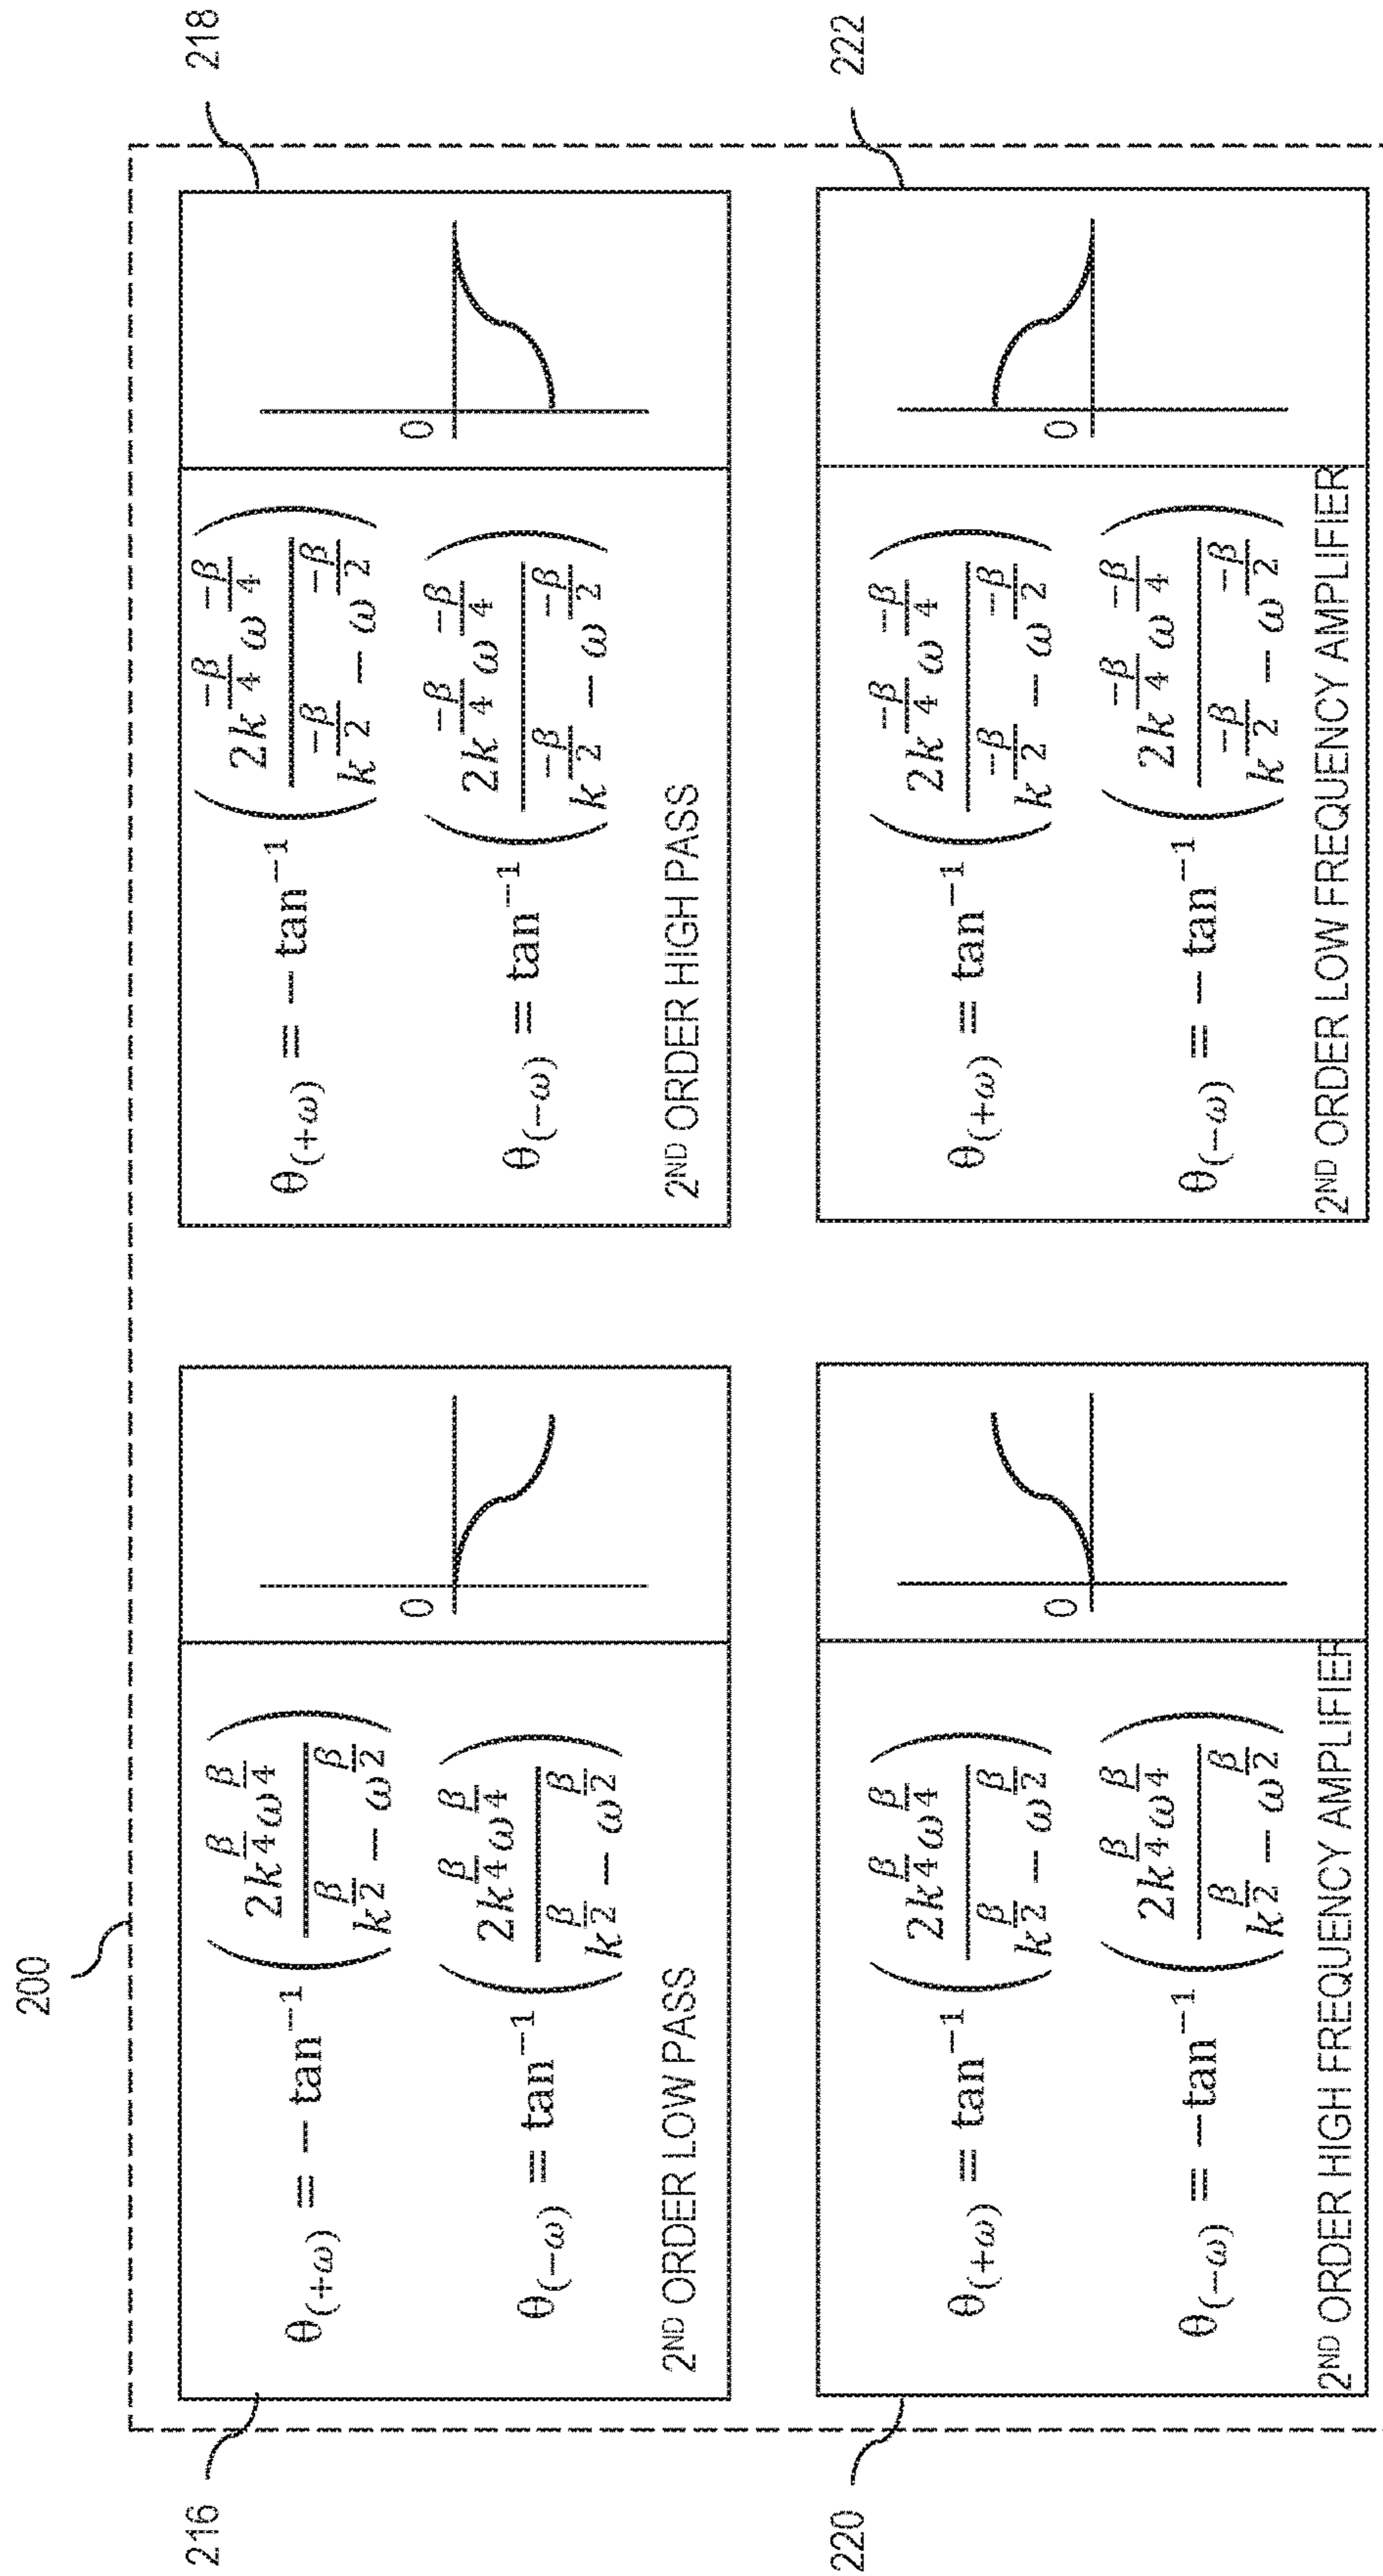 200
216
θ(+ω) = − tan⁻¹ (2k^(β/4) ω^(β/4) / (k^(β/2) − ω^(β/2)))
θ(−ω) = tan⁻¹ (2k^(β/4) ω^(β/4) / (k^(β/2) − ω^(β/2)))
2ND ORDER LOW PASS
0
218
θ(+ω) = − tan⁻¹ (2k^(−β/4) ω^(−β/4) / (k^(−β/2) − ω^(−β/2)))
θ(−ω) = tan⁻¹ (2k^(−β/4) ω^(−β/4) / (k^(−β/2) − ω^(−β/2)))
2ND ORDER HIGH PASS
0
220
θ(+ω) = tan⁻¹ (2k^(β/4) ω^(β/4) / (k^(β/2) − ω^(β/2)))
θ(−ω) = −tan⁻¹ (2k^(β/4) ω^(β/4) / (k^(β/2) − ω^(β/2)))
2ND ORDER HIGH FREQUENCY AMPLIFIER
0
222
θ(+ω) = tan⁻¹ (2k^(−β/4) ω^(−β/4) / (k^(−β/2) − ω^(−β/2)))
θ(−ω) = − tan⁻¹ (2k^(−β/4) ω^(−β/4) / (k^(−β/2) − ω^(−β/2)))
2ND ORDER LOW FREQUENCY AMPLIFIER
0